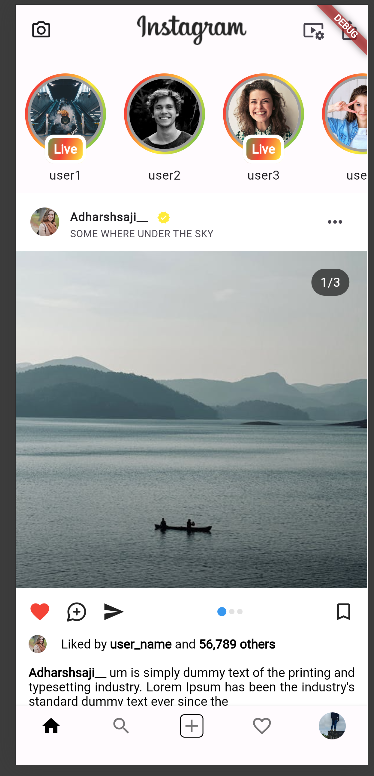 Instagram
DEBUG
Live
Live
user1
user2
user3
use
Adharshsaji__
SOME WHERE UNDER THE SKY
1/3
Liked by user_name and 56,789 others
Adharshsaji__ um is simply dummy text of the printing and
typesetting industry. Lorem Ipsum has been the industry's
standard dummy text ever since the